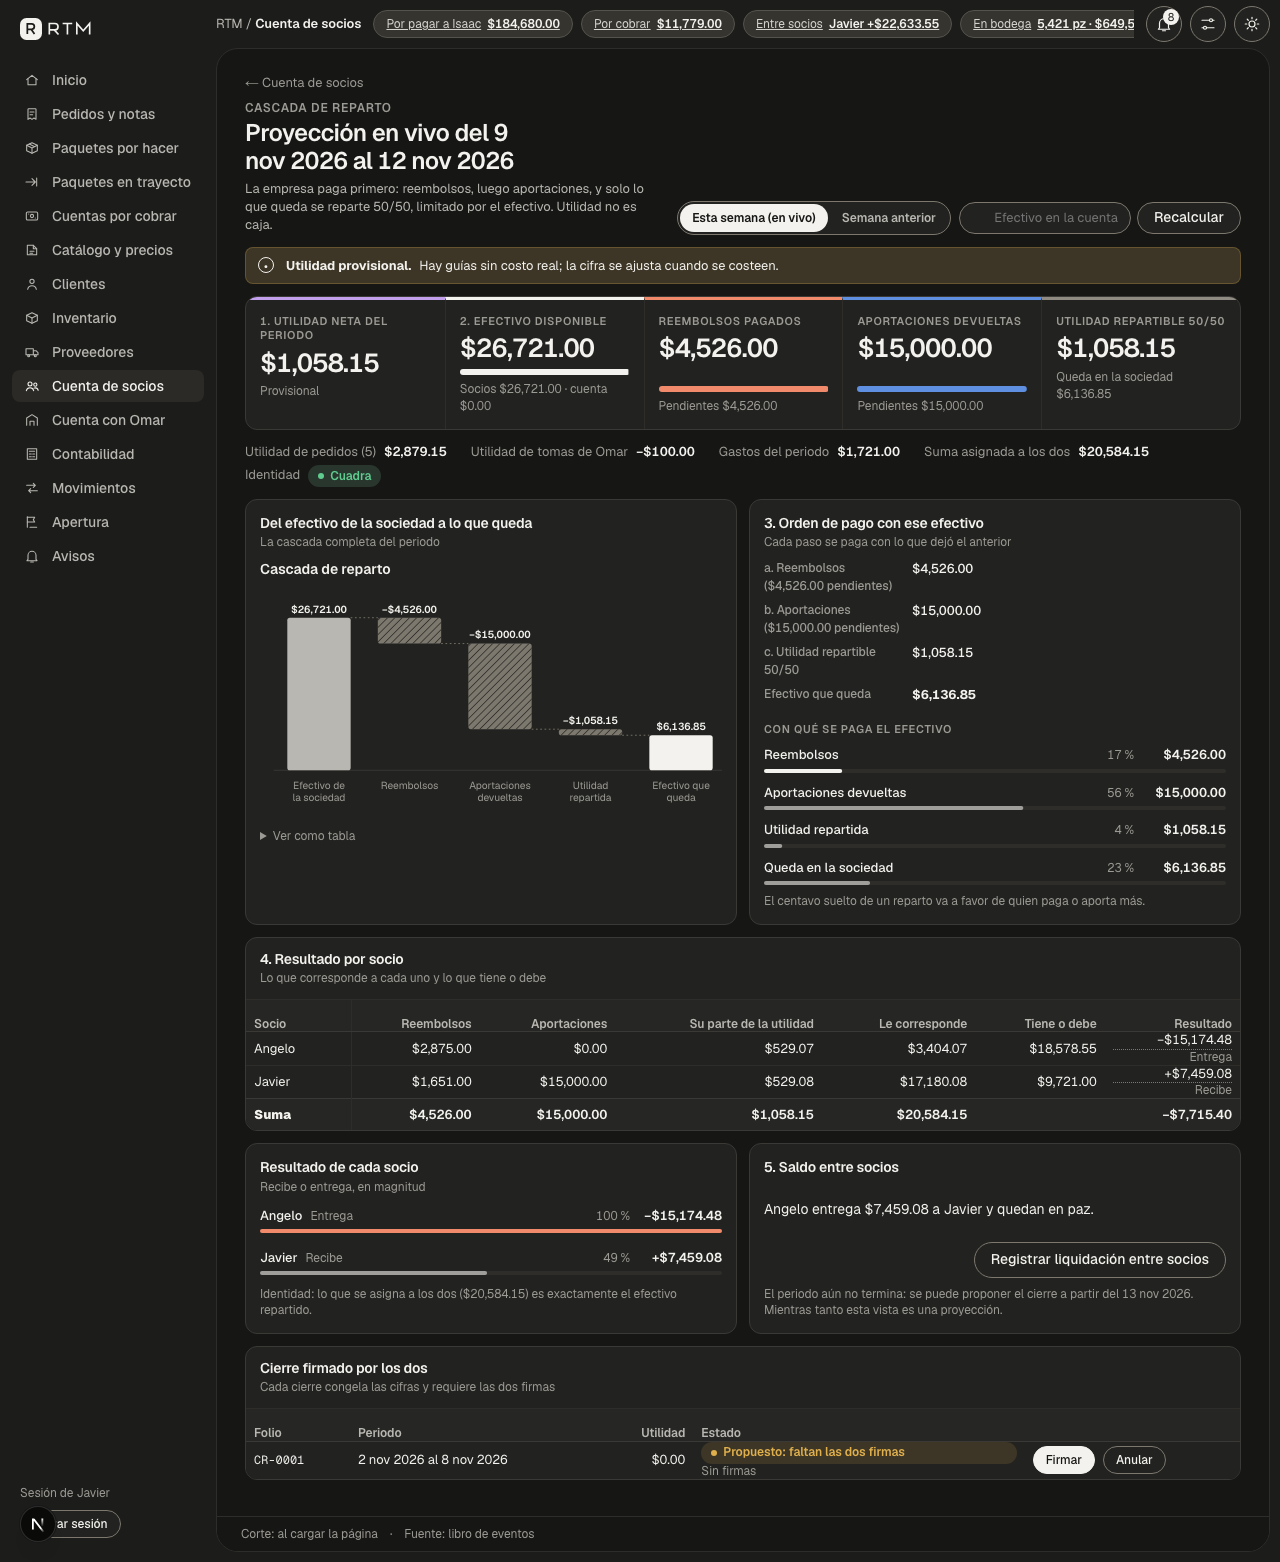 R RTM
RTM / Cuenta de socios
Por pagar a Isaac $184,680.00
Por cobrar $11,779.00
Entre socios Javier +$22,633.55
En bodega 5,421 pz · $649,5
8
Inicio
Pedidos y notas
Paquetes por hacer
Paquetes en trayecto
Cuentas por cobrar
Catálogo y precios
Clientes
Inventario
Proveedores
Cuenta de socios
Cuenta con Omar
Contabilidad
Movimientos
Apertura
Avisos
Sesión de Javier
N ar sesión
← Cuenta de socios
CASCADA DE REPARTO
Proyección en vivo del 9
nov 2026 al 12 nov 2026
La empresa paga primero: reembolsos, luego aportaciones, y solo lo
que queda se reparte 50/50, limitado por el efectivo. Utilidad no es
caja.
Esta semana (en vivo)
Semana anterior
Efectivo en la cuenta
Recalcular
Utilidad provisional. Hay guías sin costo real; la cifra se ajusta cuando se costeen.
1. UTILIDAD NETA DEL
PERIODO
$1,058.15
Provisional
2. EFECTIVO DISPONIBLE
$26,721.00
Socios $26,721.00 · cuenta
$0.00
REEMBOLSOS PAGADOS
$4,526.00
Pendientes $4,526.00
APORTACIONES DEVUELTAS
$15,000.00
Pendientes $15,000.00
UTILIDAD REPARTIBLE 50/50
$1,058.15
Queda en la sociedad
$6,136.85
Utilidad de pedidos (5) $2,879.15
Utilidad de tomas de Omar −$100.00
Gastos del periodo $1,721.00
Suma asignada a los dos $20,584.15
Identidad Cuadra
Del efectivo de la sociedad a lo que queda
La cascada completa del periodo
Cascada de reparto
$26,721.00
−$4,526.00
−$15,000.00
−$1,058.15
$6,136.85
Efectivo de
la sociedad
Reembolsos
Aportaciones
devueltas
Utilidad
repartida
Efectivo que
queda
Ver como tabla
3. Orden de pago con ese efectivo
Cada paso se paga con lo que dejó el anterior
a. Reembolsos
($4,526.00 pendientes)
$4,526.00
b. Aportaciones
($15,000.00 pendientes)
$15,000.00
c. Utilidad repartible
50/50
$1,058.15
Efectivo que queda $6,136.85
CON QUÉ SE PAGA EL EFECTIVO
Reembolsos 17 % $4,526.00
Aportaciones devueltas 56 % $15,000.00
Utilidad repartida 4 % $1,058.15
Queda en la sociedad 23 % $6,136.85
El centavo suelto de un reparto va a favor de quien paga o aporta más.
4. Resultado por socio
Lo que corresponde a cada uno y lo que tiene o debe
Socio Reembolsos Aportaciones Su parte de la utilidad Le corresponde Tiene o debe Resultado
Angelo $2,875.00 $0.00 $529.07 $3,404.07 $18,578.55 −$15,174.48
Entrega
Javier $1,651.00 $15,000.00 $529.08 $17,180.08 $9,721.00 +$7,459.08
Recibe
Suma $4,526.00 $15,000.00 $1,058.15 $20,584.15 −$7,715.40
Resultado de cada socio
Recibe o entrega, en magnitud
Angelo Entrega 100 % −$15,174.48
Javier Recibe 49 % +$7,459.08
Identidad: lo que se asigna a los dos ($20,584.15) es exactamente el efectivo
repartido.
5. Saldo entre socios
Angelo entrega $7,459.08 a Javier y quedan en paz.
Registrar liquidación entre socios
El periodo aún no termina: se puede proponer el cierre a partir del 13 nov 2026.
Mientras tanto esta vista es una proyección.
Cierre firmado por los dos
Cada cierre congela las cifras y requiere las dos firmas
Folio Periodo Utilidad Estado
CR-0001 2 nov 2026 al 8 nov 2026 $0.00 Propuesto: faltan las dos firmas
Sin firmas
Firmar
Anular
Corte: al cargar la página · Fuente: libro de eventos